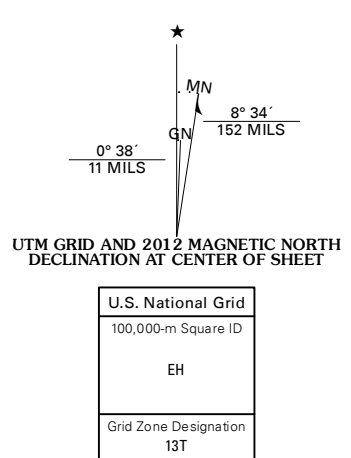 ★
MN
8° 34´
152 MILS
GN
0° 38´
11 MILS
UTM GRID AND 2012 MAGNETIC NORTH
DECLINATION AT CENTER OF SHEET
U.S. National Grid
100,000-m Square ID
EH
Grid Zone Designation
13T